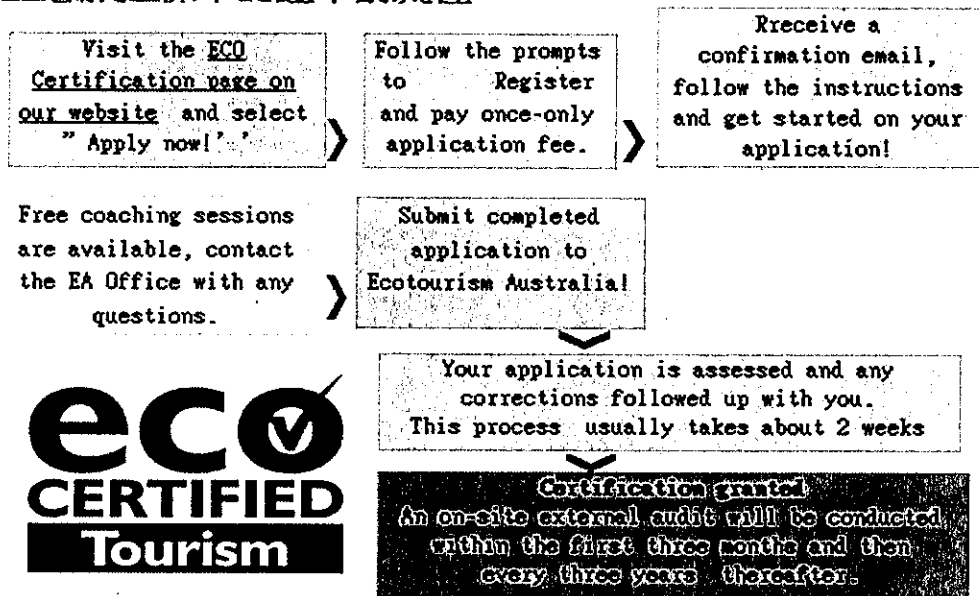 Visit the ECO
Certification page on
our website and select
" Apply now!' '
Follow the prompts
to Register
and pay once-only
application fee.
Rreceive a
confirmation email,
follow the instructions
and get started on your
application!
Free coaching sessions
are available, contact
the EA Office with any
questions.
Submit completed
application to
Ecotourism Australia!
Your application is assessed and any
corrections followed up with you.
This process usually takes about 2 weeks
Certification granted
An on-site external audit will be conducted
within the first three months and then
every three years thereafter.
eco
CERTIFIED
Tourism